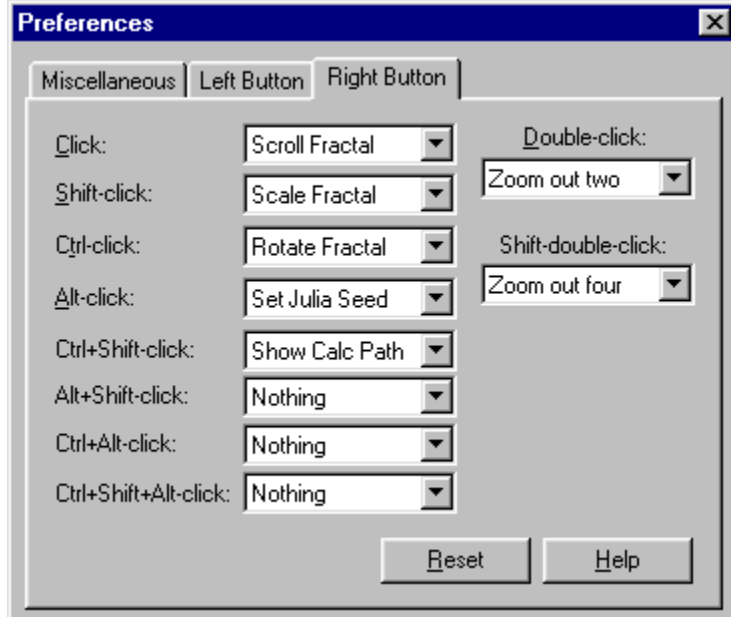 Preferences
Miscellaneous Left Button Right Button
Click: Scroll Fractal
Double-click:
Zoom out two
Shift-click: Scale Fractal
Ctrl-click: Rotate Fractal
Shift-double-click:
Zoom out four
Alt-click: Set Julia Seed
Ctrl+Shift-click: Show Calc Path
Alt+Shift-click: Nothing
Ctrl+Alt-click: Nothing
Ctrl+Shift+Alt-click: Nothing
Reset Help